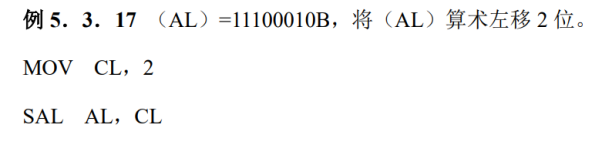 例 5．3．17 （AL）=11100010B，将（AL）算术左移 2 位。
MOV CL，2
SAL AL，CL